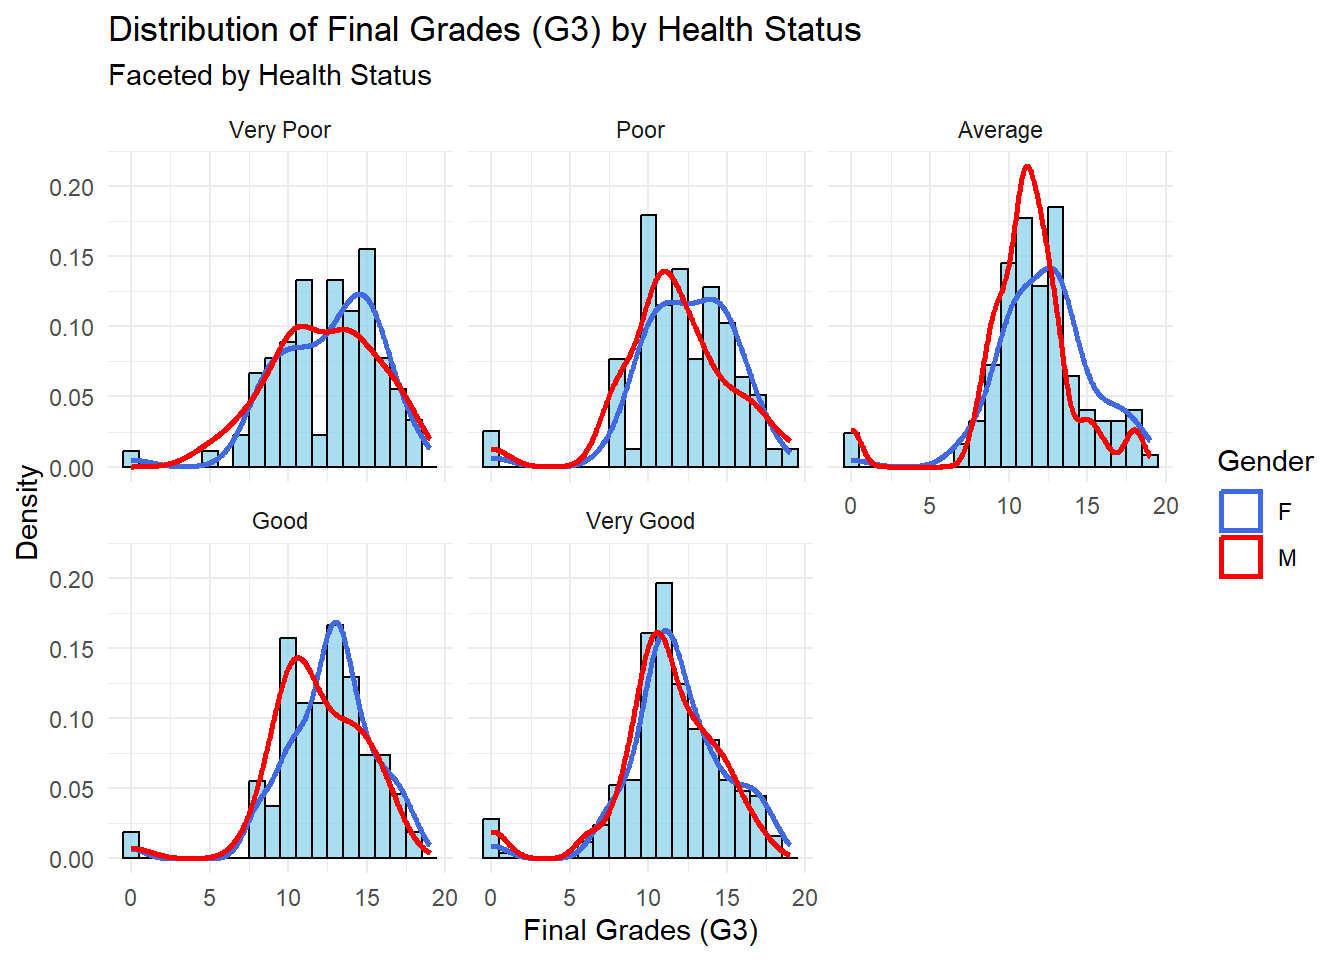 Distribution of Final Grades (G3) by Health Status
Faceted by Health Status
Very Poor
Poor
Average
0.20
0.15
0.10
0.05
0.00
0 5 10 15 20
Good
Very Good
0.20
0.15
0.10
0.05
0.00
0 5 10 15 20
0 5 10 15 20
Density
Final Grades (G3)
Gender
F
M